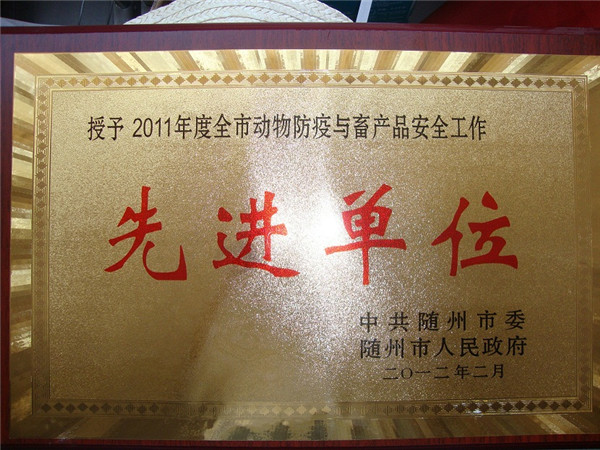 授予 2011年度全市动物防疫与畜产品安全工作
先进单位
中共随州市委
随州市人民政府
二〇一二年二月